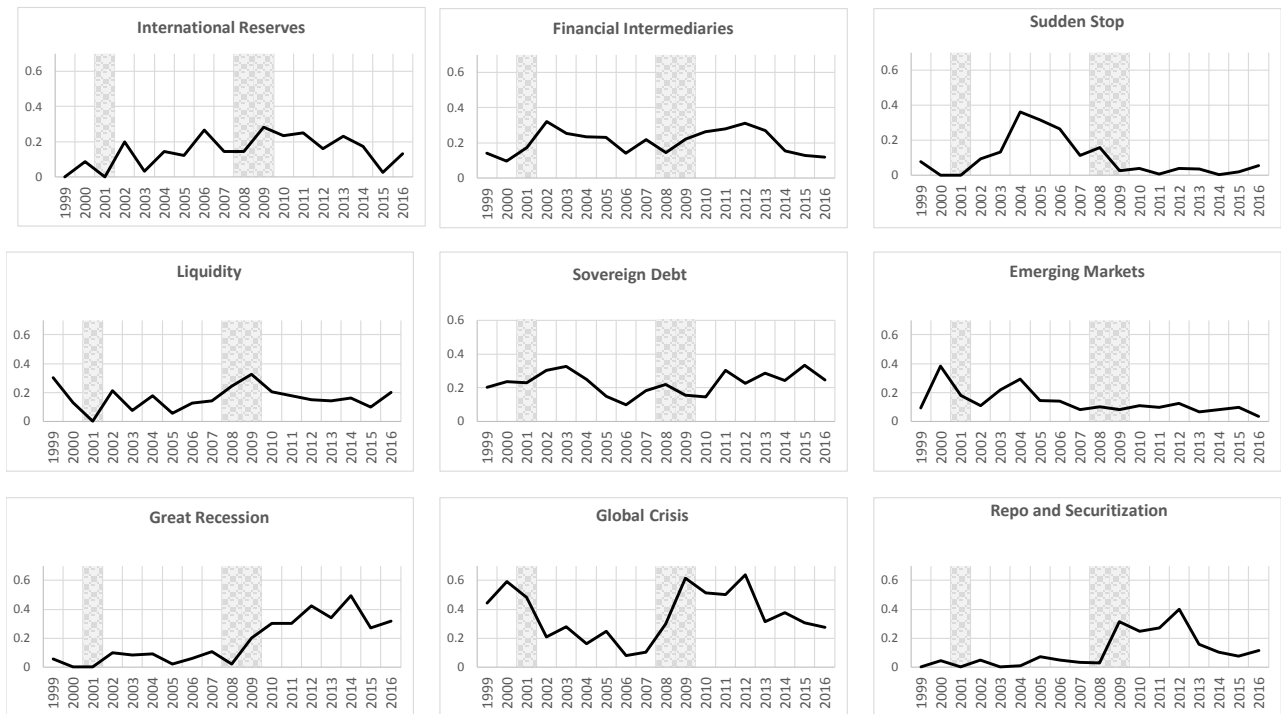 International Reserves
0.6
0.4
0.2
0
1999 2000 2001 2002 2003 2004 2005 2006 2007 2008 2009 2010 2011 2012 2013 2014 2015 2016
Financial Intermediaries
0.6
0.4
0.2
0
1999 2000 2001 2002 2003 2004 2005 2006 2007 2008 2009 2010 2011 2012 2013 2014 2015 2016
Sudden Stop
0.6
0.4
0.2
0
1999 2000 2001 2002 2003 2004 2005 2006 2007 2008 2009 2010 2011 2012 2013 2014 2015 2016
Liquidity
0.6
0.4
0.2
0
1999 2000 2001 2002 2003 2004 2005 2006 2007 2008 2009 2010 2011 2012 2013 2014 2015 2016
Sovereign Debt
0.6
0.4
0.2
0
1999 2000 2001 2002 2003 2004 2005 2006 2007 2008 2009 2010 2011 2012 2013 2014 2015 2016
Emerging Markets
0.6
0.4
0.2
0
1999 2000 2001 2002 2003 2004 2005 2006 2007 2008 2009 2010 2011 2012 2013 2014 2015 2016
Great Recession
0.6
0.4
0.2
0
1999 2000 2001 2002 2003 2004 2005 2006 2007 2008 2009 2010 2011 2012 2013 2014 2015 2016
Global Crisis
0.6
0.4
0.2
0
1999 2000 2001 2002 2003 2004 2005 2006 2007 2008 2009 2010 2011 2012 2013 2014 2015 2016
Repo and Securitization
0.6
0.4
0.2
0
1999 2000 2001 2002 2003 2004 2005 2006 2007 2008 2009 2010 2011 2012 2013 2014 2015 2016